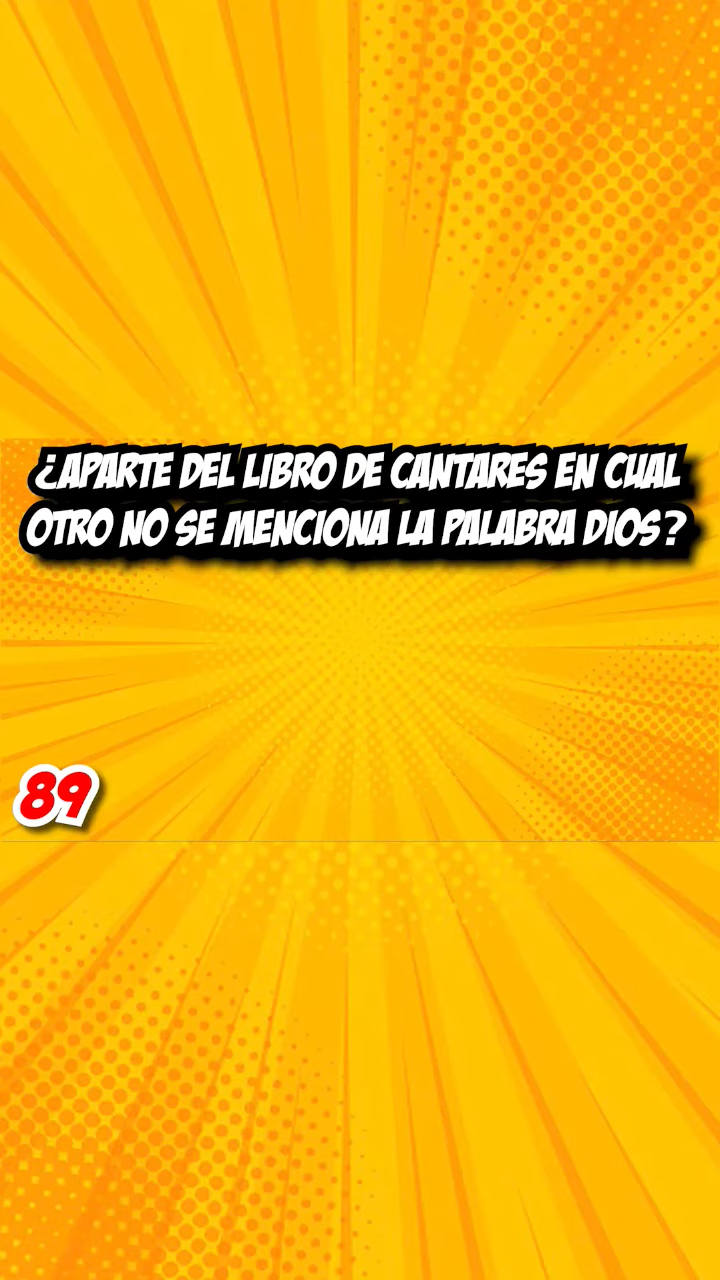 ¿APARTE DEL LIBRO DE CANTARES EN CUAL
OTRO NO SE MENCIONA LA PALABRA DIOS?
89